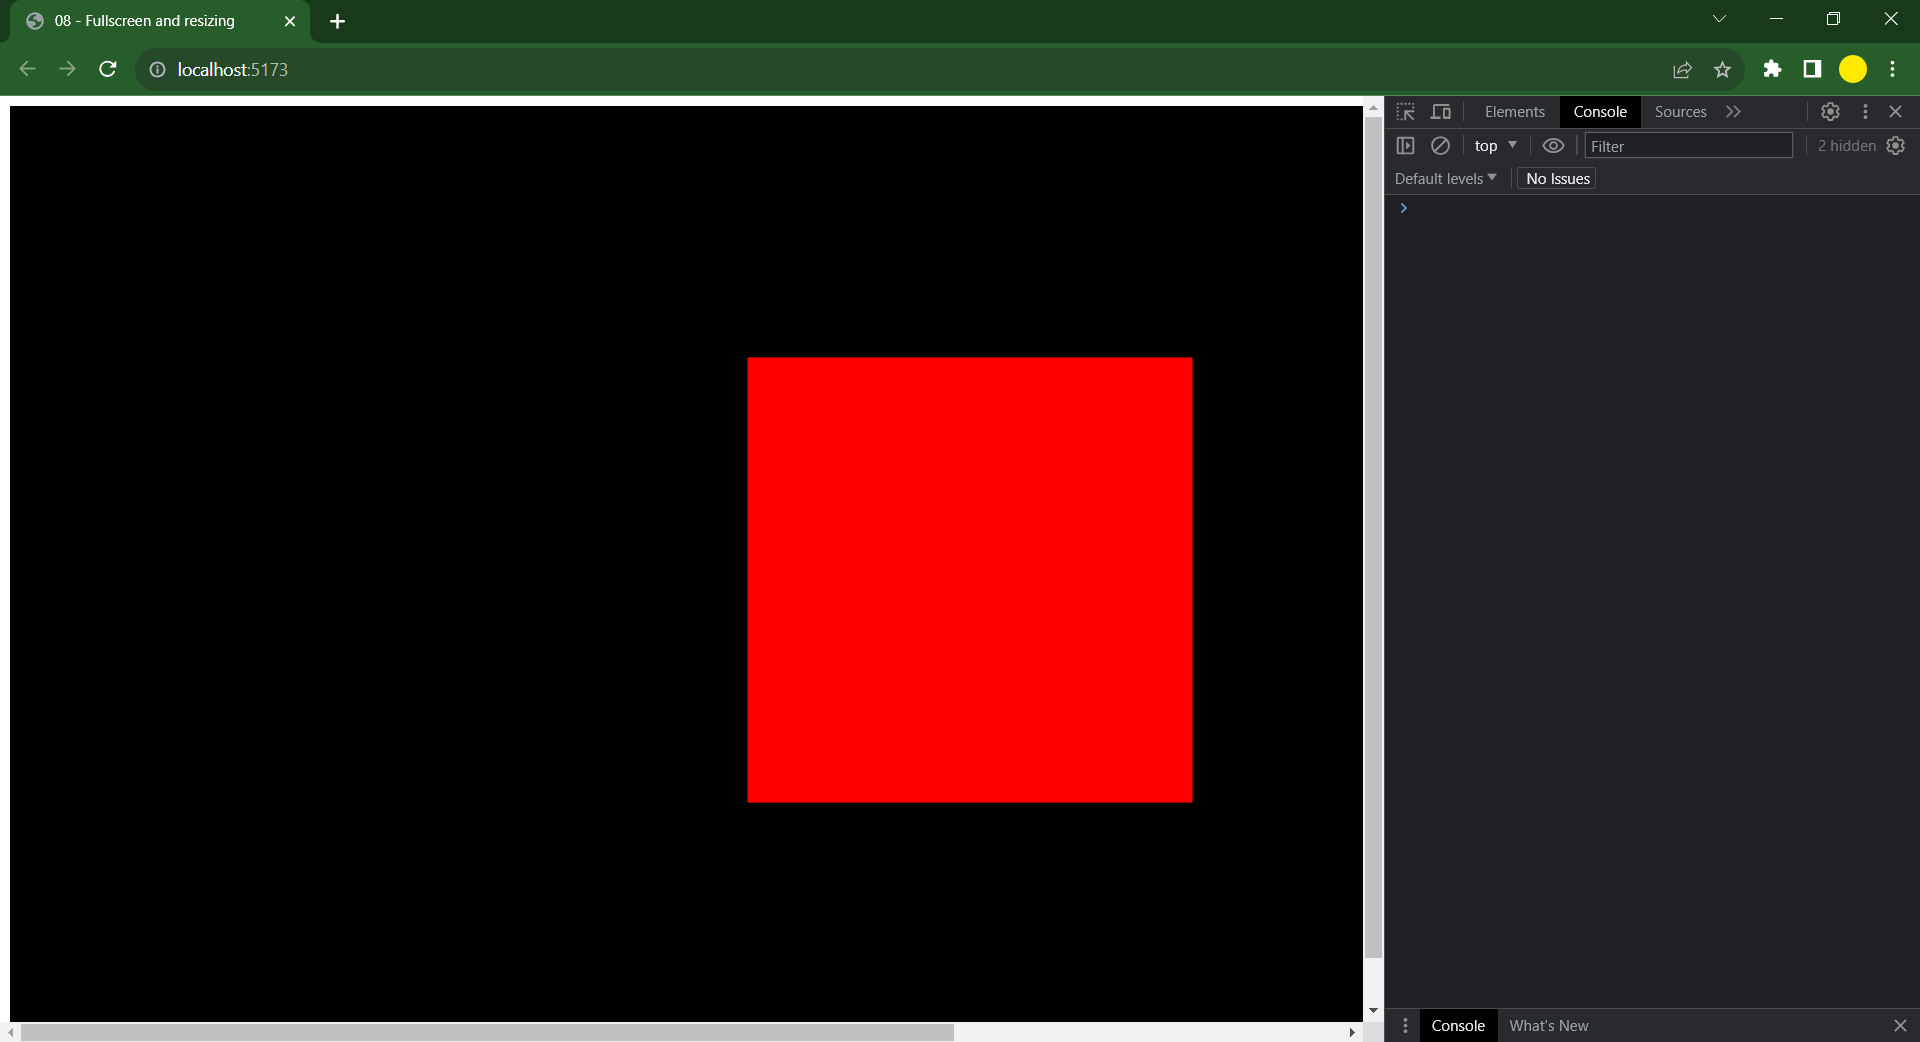 08 - Fullscreen and resizing
localhost:5173
Elements Console Sources
top Filter 2 hidden
Default levels No Issues
Console What's New